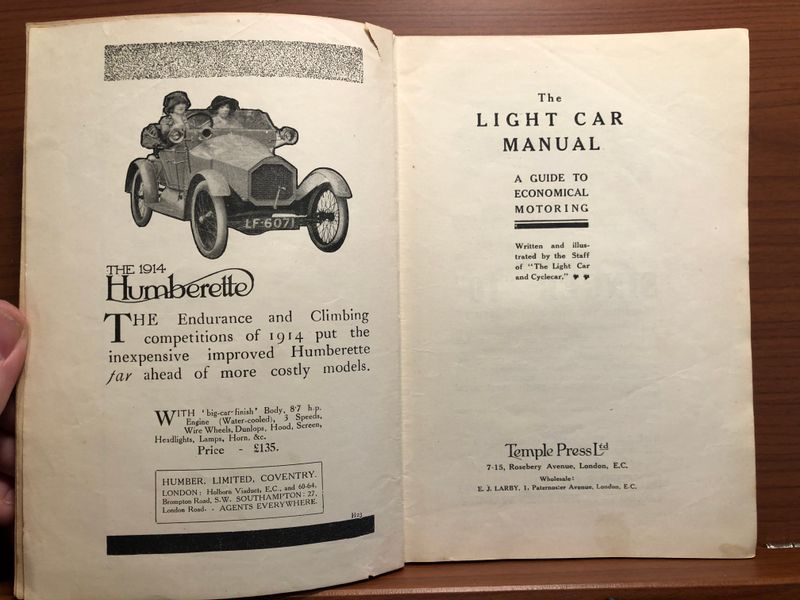 LF-6071
THE 1914
Humberette
THE Endurance and Climbing
competitions of 1914 put the
inexpensive improved Humberette
far ahead of more costly models.
WITH 'big-car-finish' Body, 8·7 h.p.
Engine (Water-cooled), 3 Speeds,
Wire Wheels, Dunlops, Hood, Screen,
Headlights, Lamps, Horn, &c.
Price - £135.
HUMBER, LIMITED, COVENTRY.
LONDON: Holborn Viaduct, E.C., and 60-64,
Brompton Road, S.W. SOUTHAMPTON: 27,
London Road. - AGENTS EVERYWHERE.
H23
The
LIGHT CAR
MANUAL
A GUIDE TO
ECONOMICAL
MOTORING
Written and illus-
trated by the Staff
of "The Light Car
and Cyclecar."
Temple Press Ltd
7-15, Rosebery Avenue, London, E.C.
Wholesale:
E. J. LARBY, 1, Paternoster Avenue, London, E.C.